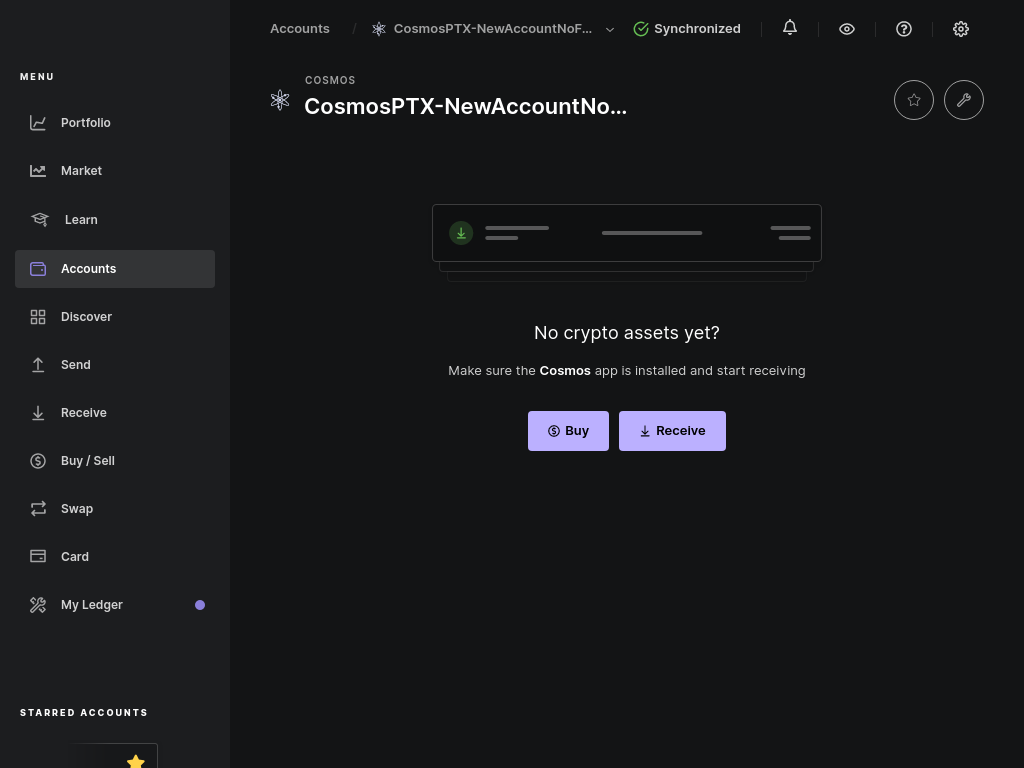 Accounts / CosmosPTX-NewAccountNoF... Synchronized
MENU
COSMOS
CosmosPTX-NewAccountNo...
Portfolio
Market
Learn
Accounts
Discover
Send
Receive
Buy / Sell
Swap
Card
My Ledger
No crypto assets yet?
Make sure the Cosmos app is installed and start receiving
Buy
Receive
STARRED ACCOUNTS